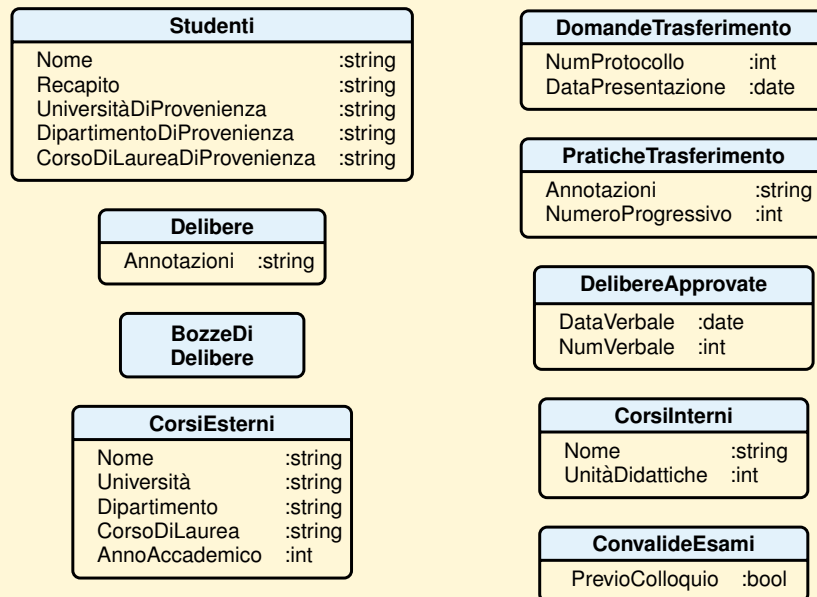 Studenti
Nome :string
Recapito :string
UniversitàDiProvenienza :string
DipartimentoDiProvenienza :string
CorsoDiLaureaDiProvenienza :string
Delibere
Annotazioni :string
BozzeDi
Delibere
CorsiEsterni
Nome :string
Università :string
Dipartimento :string
CorsoDiLaurea :string
AnnoAccademico :int
DomandeTrasferimento
NumProtocollo :int
DataPresentazione :date
PraticheTrasferimento
Annotazioni :string
NumeroProgressivo :int
DelibereApprovate
DataVerbale :date
NumVerbale :int
CorsiInterni
Nome :string
UnitàDidattiche :int
ConvalideEsami
PrevioColloquio :bool